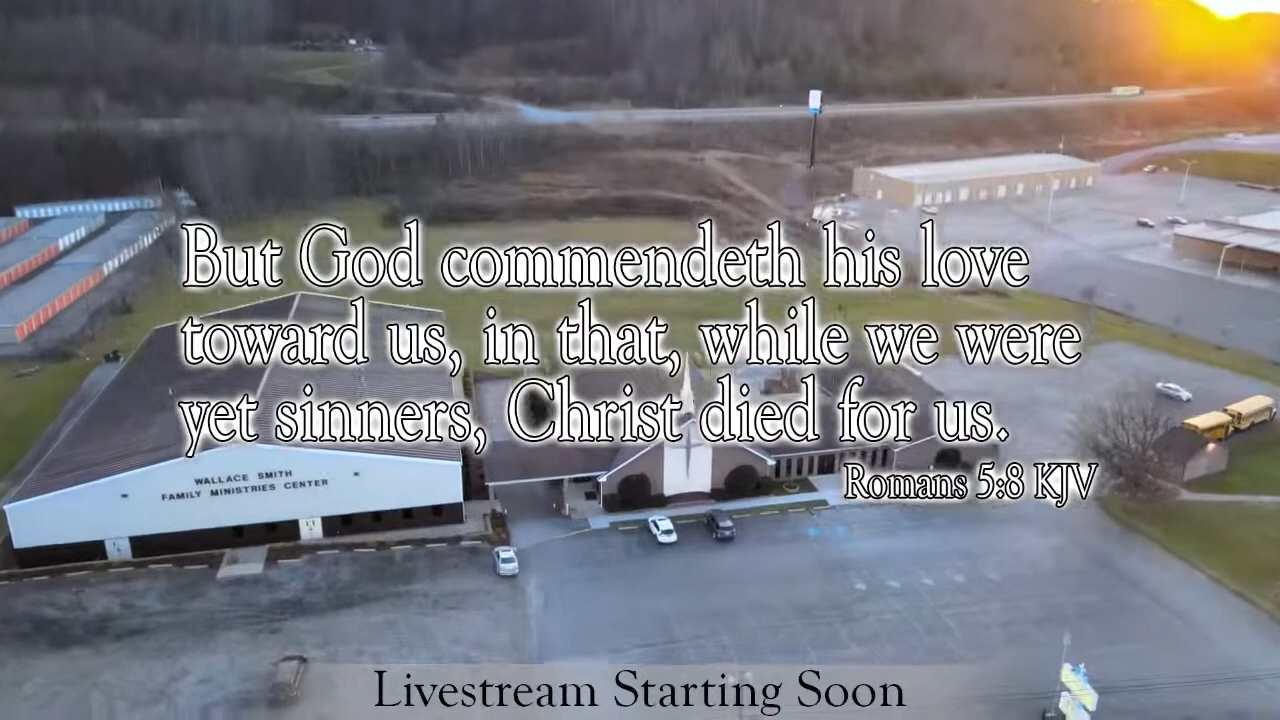 But God commendeth his love
toward us, in that, while we were
yet sinners, Christ died for us.
Romans 5:8 KJV
WALLACE SMITH
FAMILY MINISTRIES CENTER
Livestream Starting Soon